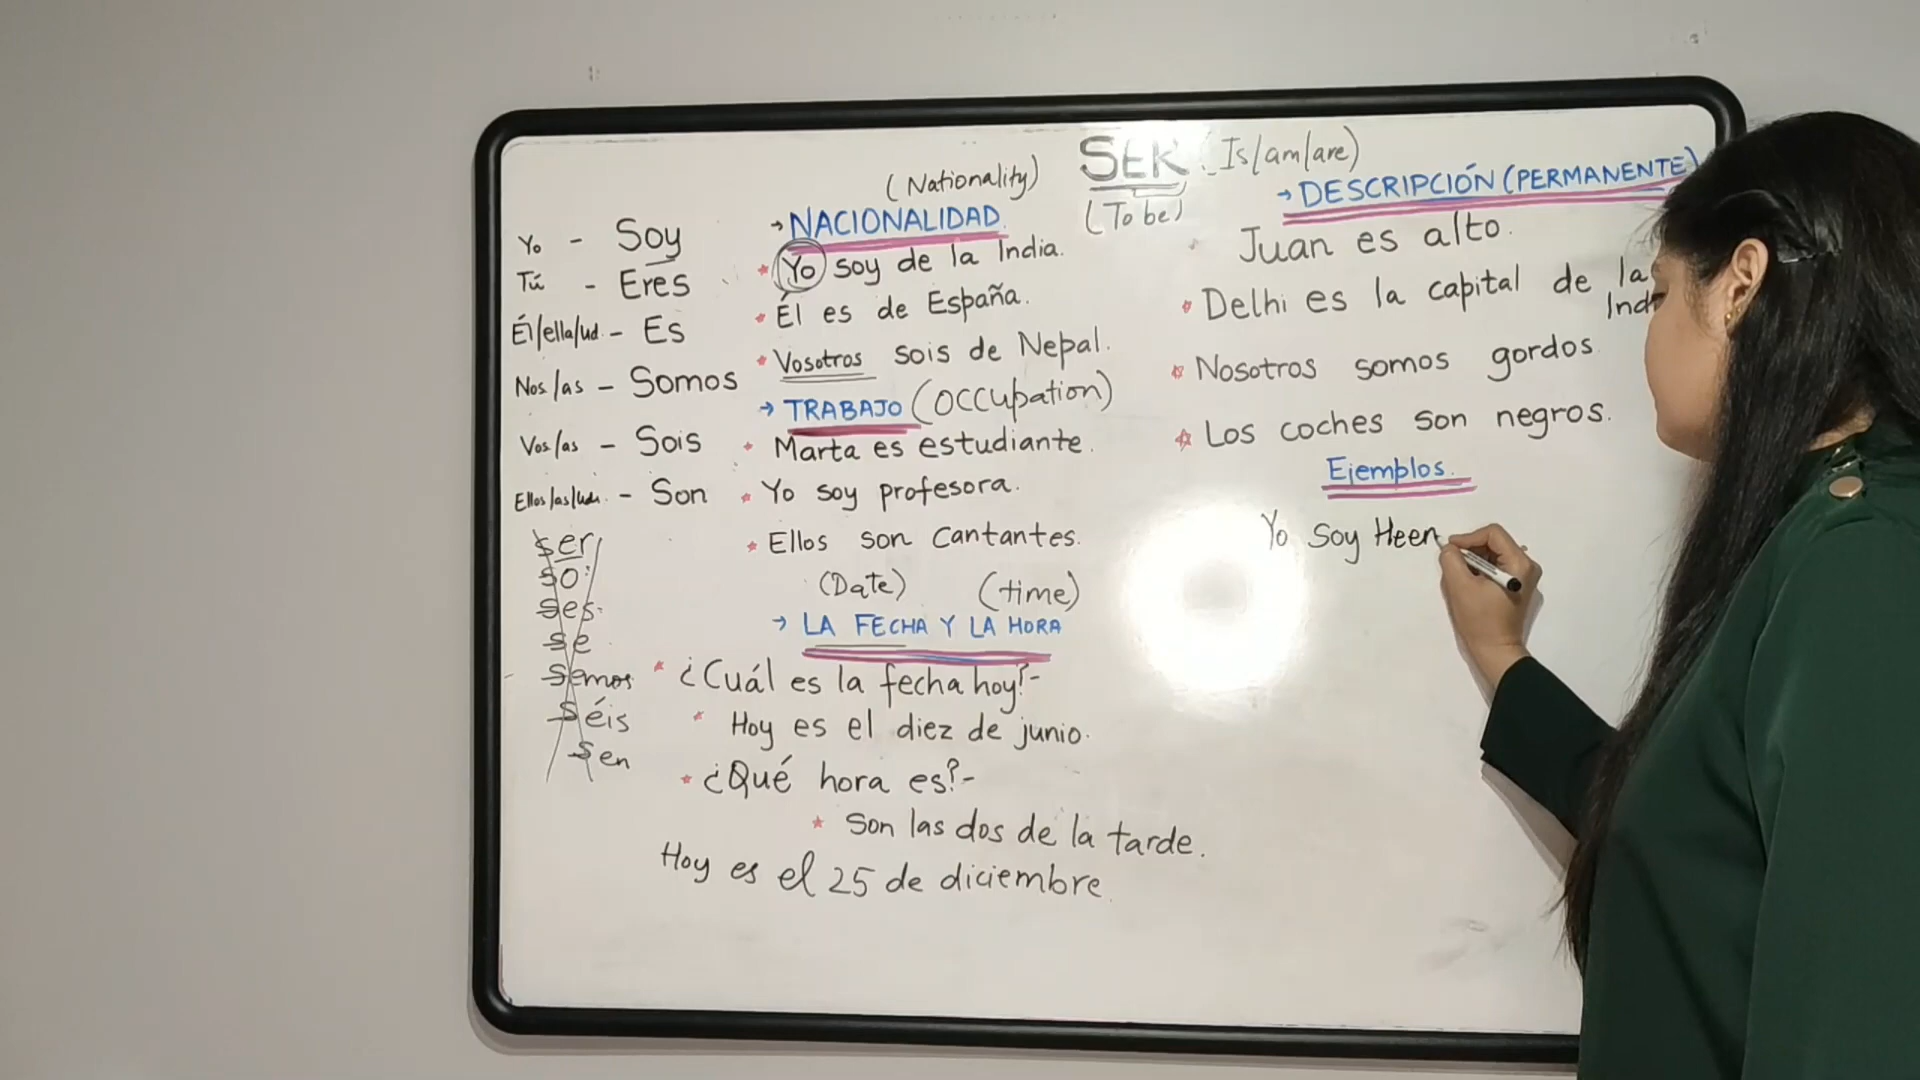 SER Is/am/are)
(To be)
Yo - Soy
Tú - Eres
Él/ella/ud. - Es
Nos/as - Somos
Vos/as - Sois
Ellos/as/uds. - Son
ser
so
ses
se
semos
séis
sen
(Nationality)
→ NACIONALIDAD
* Yo soy de la India.
* Él es de España.
* Vosotros sois de Nepal.
→ TRABAJO (Occupation)
* Marta es estudiante.
* Yo soy profesora.
* Ellos son cantantes.
(Date) (time)
→ LA FECHA Y LA HORA
* ¿Cuál es la fecha hoy?-
* Hoy es el diez de junio.
* ¿Qué hora es?-
* Son las dos de la tarde.
Hoy es el 25 de diciembre.
→ DESCRIPCIÓN (PERMANENTE)
Juan es alto.
* Delhi es la capital de la
Ind
* Nosotros somos gordos.
* Los coches son negros.
Ejemplos.
Yo Soy Heen